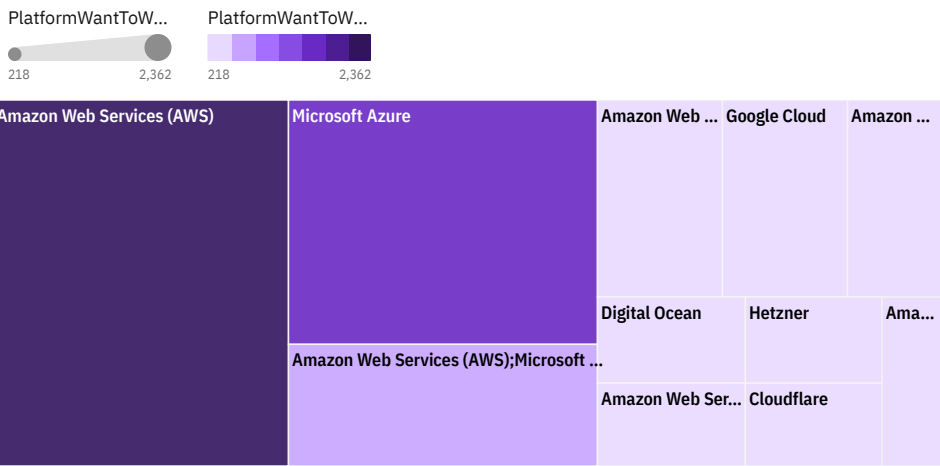 PlatformWantToW...
218
2,362
PlatformWantToW...
218
2,362
Amazon Web Services (AWS)
Microsoft Azure
Amazon Web Services (AWS);Microsoft ...
Amazon Web ...
Google Cloud
Amazon ...
Digital Ocean
Hetzner
Ama...
Amazon Web Ser...
Cloudflare